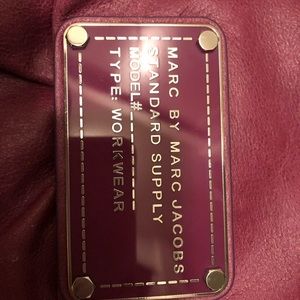 MARC BY MARC JACOBS
STANDARD SUPPLY
MODEL#
TYPE: WORKWEAR